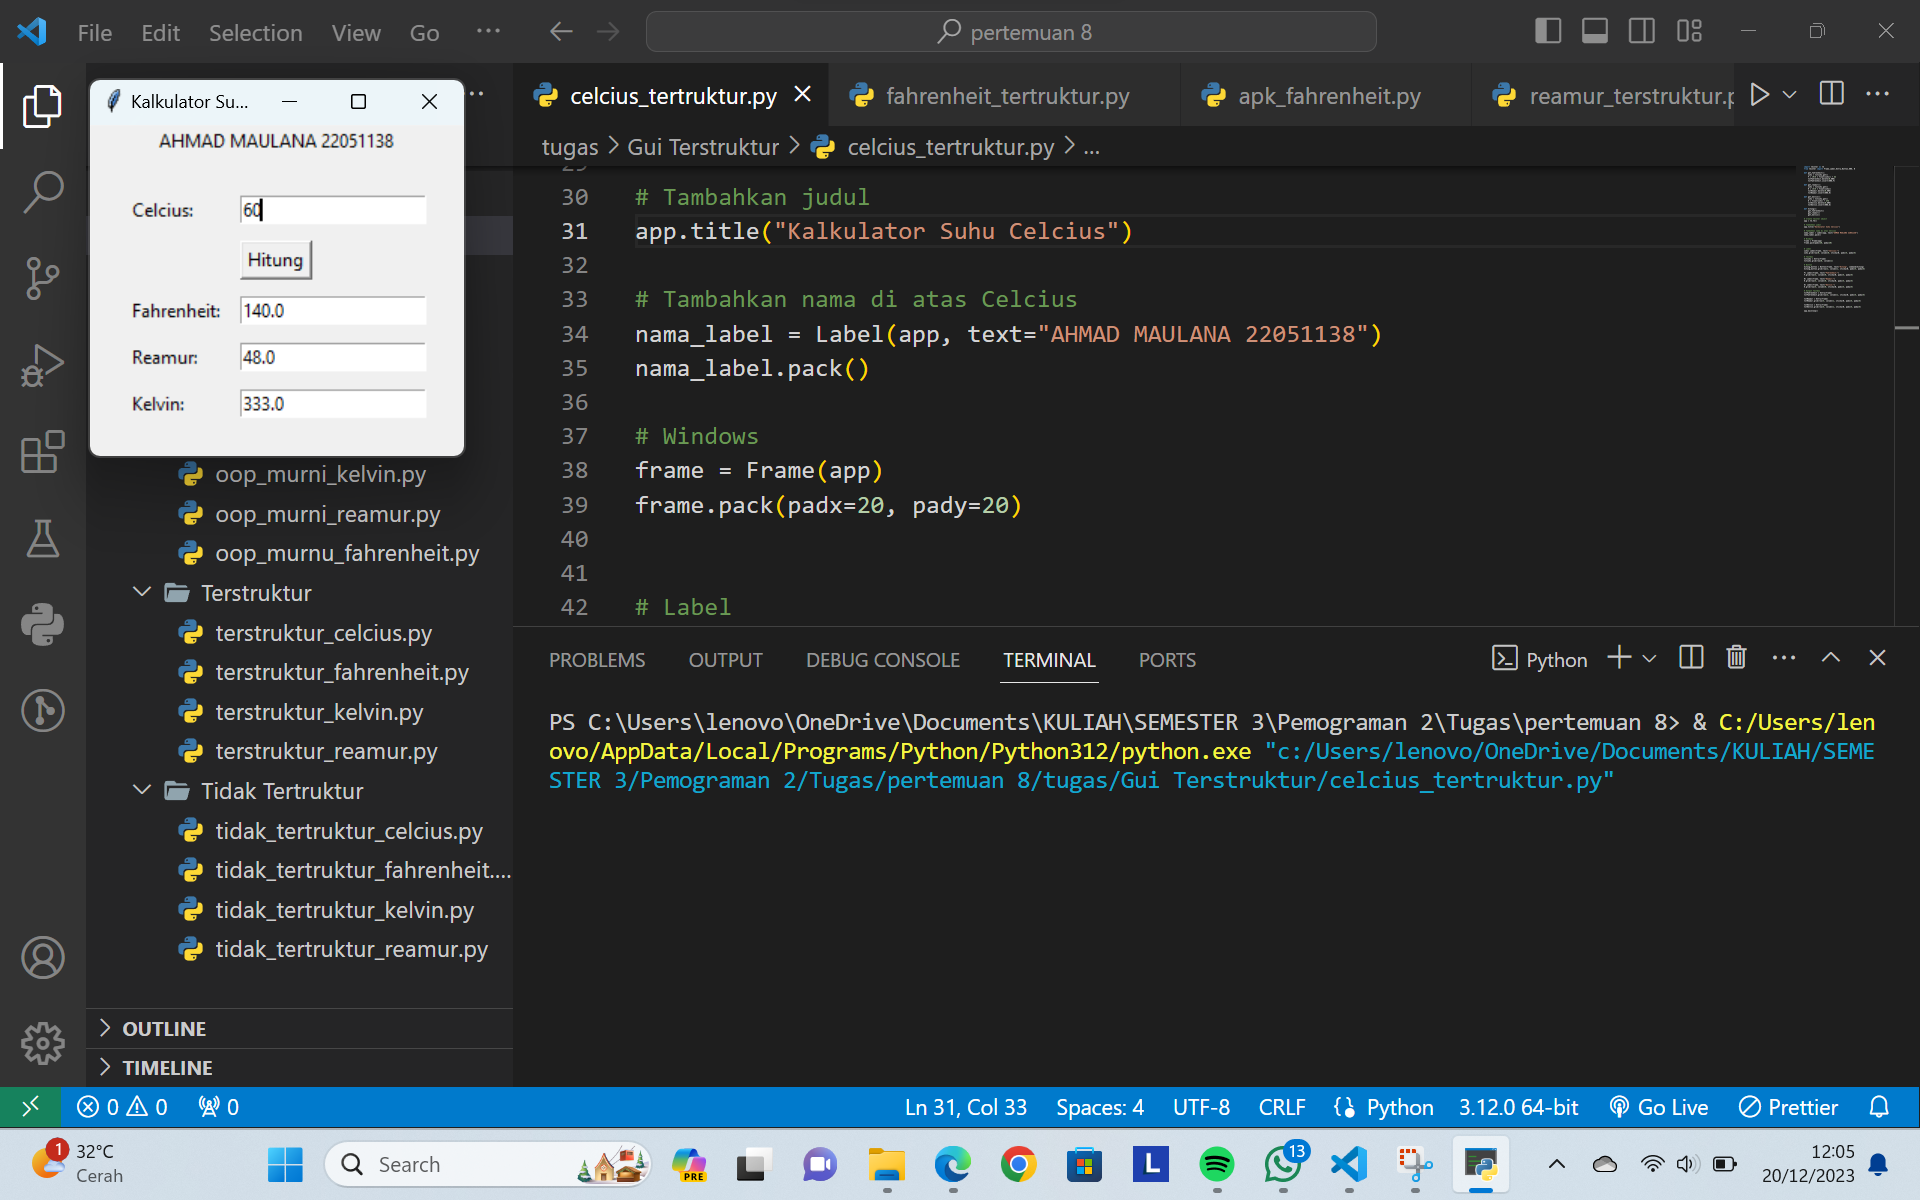 File Edit Selection View Go ...
pertemuan 8
Kalkulator Su...
AHMAD MAULANA 22051138
Celcius: 60
Hitung
Fahrenheit: 140.0
Reamur: 48.0
Kelvin: 333.0
oop_murni_kelvin.py
oop_murni_reamur.py
oop_murnu_fahrenheit.py
Terstruktur
terstruktur_celcius.py
terstruktur_fahrenheit.py
terstruktur_kelvin.py
terstruktur_reamur.py
Tidak Tertruktur
tidak_tertruktur_celcius.py
tidak_tertruktur_fahrenheit....
tidak_tertruktur_kelvin.py
tidak_tertruktur_reamur.py
OUTLINE
TIMELINE
celcius_tertruktur.py fahrenheit_tertruktur.py apk_fahrenheit.py reamur_terstruktur.p
tugas > Gui Terstruktur > celcius_tertruktur.py > ...
30 # Tambahkan judul
31 app.title("Kalkulator Suhu Celcius")
32
33 # Tambahkan nama di atas Celcius
34 nama_label = Label(app, text="AHMAD MAULANA 22051138")
35 nama_label.pack()
36
37 # Windows
38 frame = Frame(app)
39 frame.pack(padx=20, pady=20)
40
41
42 # Label
PROBLEMS OUTPUT DEBUG CONSOLE TERMINAL PORTS
Python
PS C:\Users\lenovo\OneDrive\Documents\KULIAH\SEMESTER 3\Pemograman 2\Tugas\pertemuan 8> & C:/Users/len
ovo/AppData/Local/Programs/Python/Python312/python.exe "c:/Users/lenovo/OneDrive/Documents/KULIAH/SEME
STER 3/Pemograman 2/Tugas/pertemuan 8/tugas/Gui Terstruktur/celcius_tertruktur.py"
0 0 0
Ln 31, Col 33 Spaces: 4 UTF-8 CRLF Python 3.12.0 64-bit Go Live Prettier
1 32°C
Cerah
Search
PRE
L
13
12:05
20/12/2023